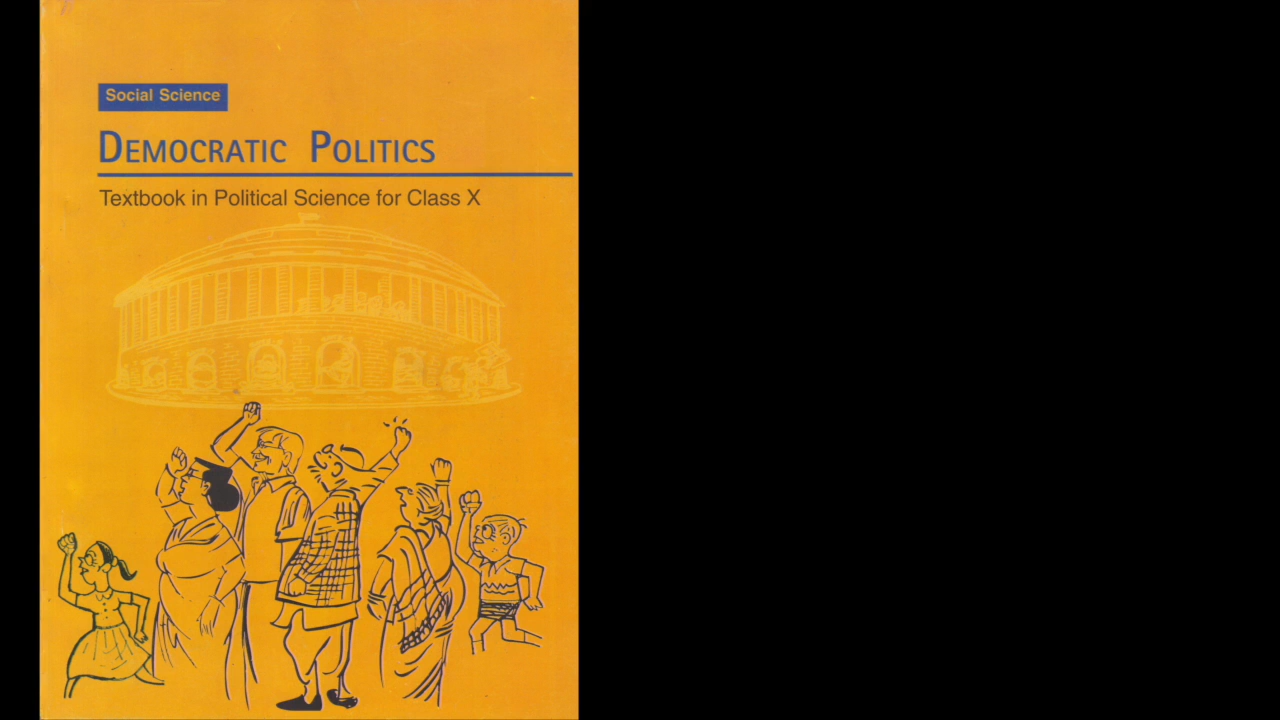 Social Science
DEMOCRATIC POLITICS
Textbook in Political Science for Class X